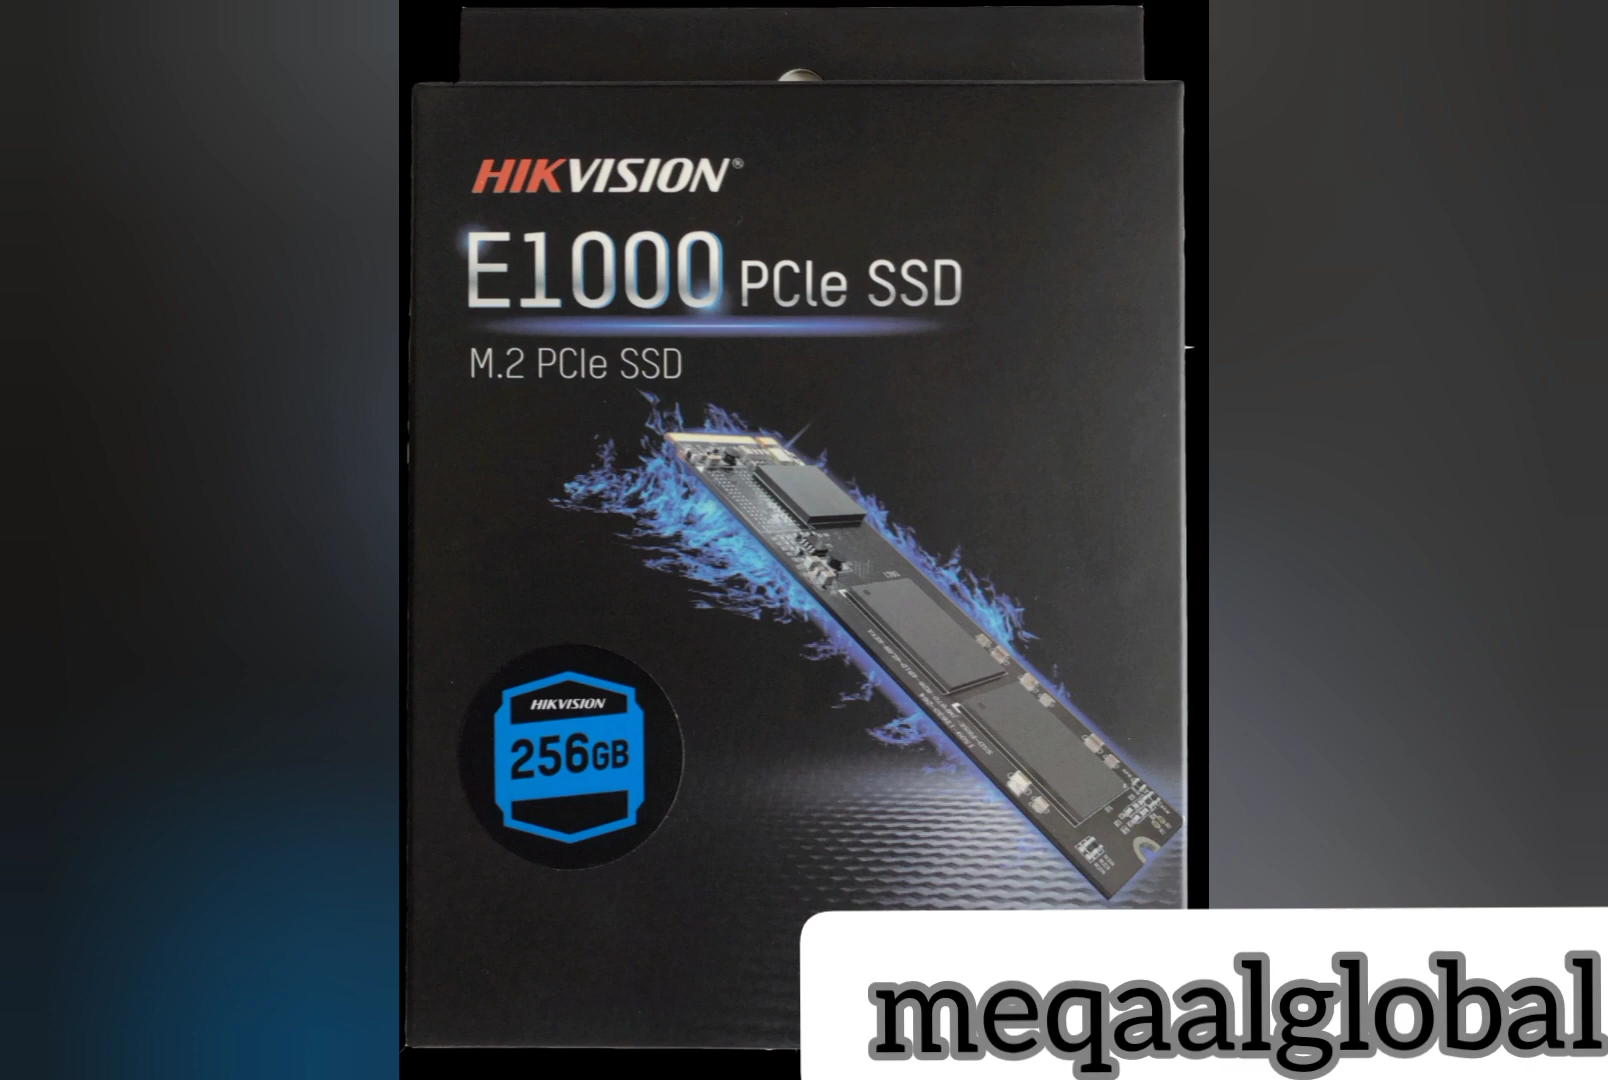 HIKVISION®
E1000 PCIe SSD
M.2 PCIe SSD
HIKVISION
256GB
meqaalglobal